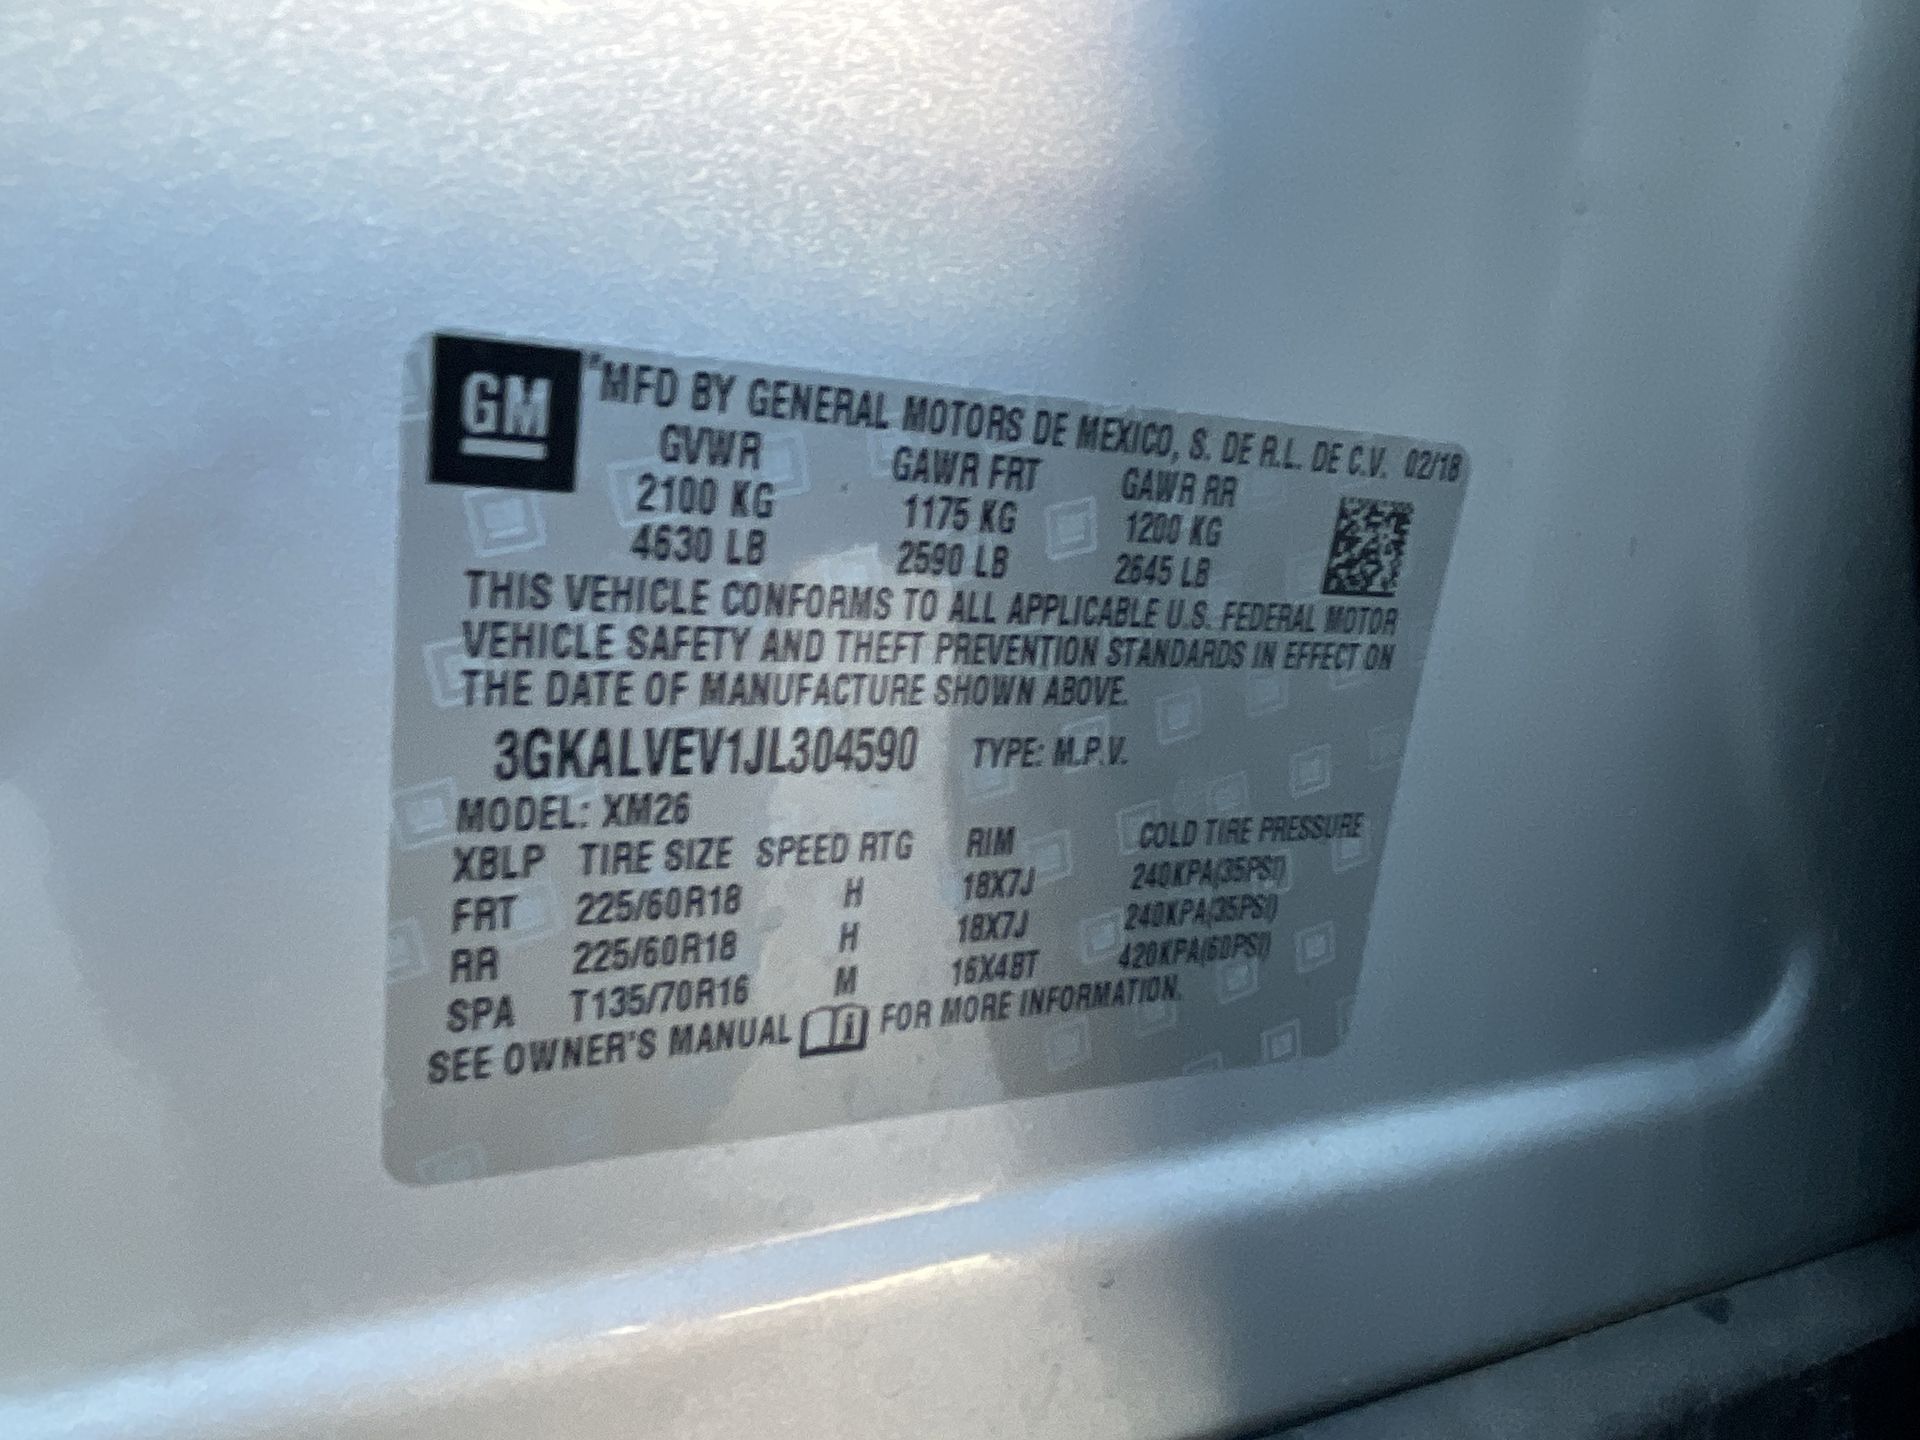 GM
"MFD BY GENERAL MOTORS DE MEXICO, S. DE R.L. DE C.V. 02/18
GVWR GAWR FRT GAWR RR
2100 KG 1175 KG 1200 KG
4630 LB 2590 LB 2645 LB
THIS VEHICLE CONFORMS TO ALL APPLICABLE U.S. FEDERAL MOTOR
VEHICLE SAFETY AND THEFT PREVENTION STANDARDS IN EFFECT ON
THE DATE OF MANUFACTURE SHOWN ABOVE.
3GKALVEV1JL304590 TYPE: M.P.V.
MODEL: XM26
XBLP TIRE SIZE SPEED RTG RIM COLD TIRE PRESSURE
FRT 225/60R18 H 18X7J 240KPA(35PSI)
RR 225/60R18 H 18X7J 240KPA(35PSI)
SPA T135/70R16 M 16X4BT 420KPA(60PSI)
SEE OWNER'S MANUAL FOR MORE INFORMATION.